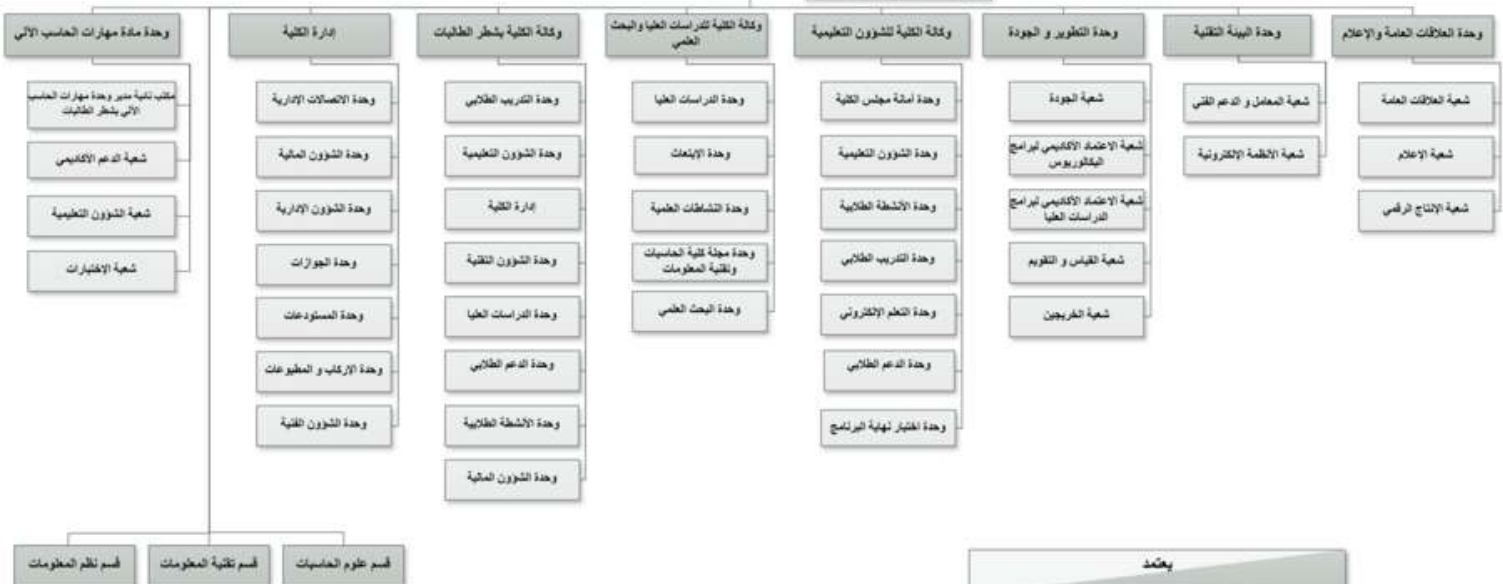 وحدة العلاقات العامة والإعلام
شعبة العلاقات العامة
شعبة الإعلام
شعبة الإنتاج الرقمي
وحدة البيئة التقنية
شعبة المعامل و الدعم الفني
شعبة الأنظمة الإلكترونية
وحدة التطوير و الجودة
شعبة الجودة
شعبة الاعتماد الأكاديمي لبرامج
البكالوريوس
شعبة الاعتماد الأكاديمي لبرامج
الدراسات العليا
شعبة القياس و التقويم
شعبة الخريجين
وكالة الكلية للشؤون التعليمية
وحدة أمانة مجلس الكلية
وحدة الشؤون التعليمية
وحدة الأنشطة الطلابية
وحدة التدريب الطلابي
وحدة التعلم الإلكتروني
وحدة الدعم الطلابي
وحدة اختبار نهاية البرنامج
وكالة الكلية للدراسات العليا والبحث
العلمي
وحدة الدراسات العليا
وحدة الإبتعاث
وحدة النشاطات العلمية
وحدة مجلة كلية الحاسبات
وتقنية المعلومات
وحدة البحث العلمي
وكالة الكلية بشطر الطالبات
وحدة التدريب الطلابي
وحدة الشؤون التعليمية
إدارة الكلية
وحدة الشؤون التقنية
وحدة الدراسات العليا
وحدة الدعم الطلابي
وحدة الأنشطة الطلابية
وحدة الشؤون المالية
إدارة الكلية
وحدة الاتصالات الإدارية
وحدة الشؤون المالية
وحدة الشؤون الإدارية
وحدة الجوازات
وحدة المستودعات
وحدة الاركاب و المطبوعات
وحدة الشؤون الفنية
وحدة مادة مهارات الحاسب الآلي
مكتب نائبة مدير وحدة مهارات الحاسب
الآلي بشطر الطالبات
شعبة الدعم الأكاديمي
شعبة الشؤون التعليمية
شعبة الإختبارات
قسم علوم الحاسبات
قسم تقنية المعلومات
قسم نظم المعلومات
يعتمد